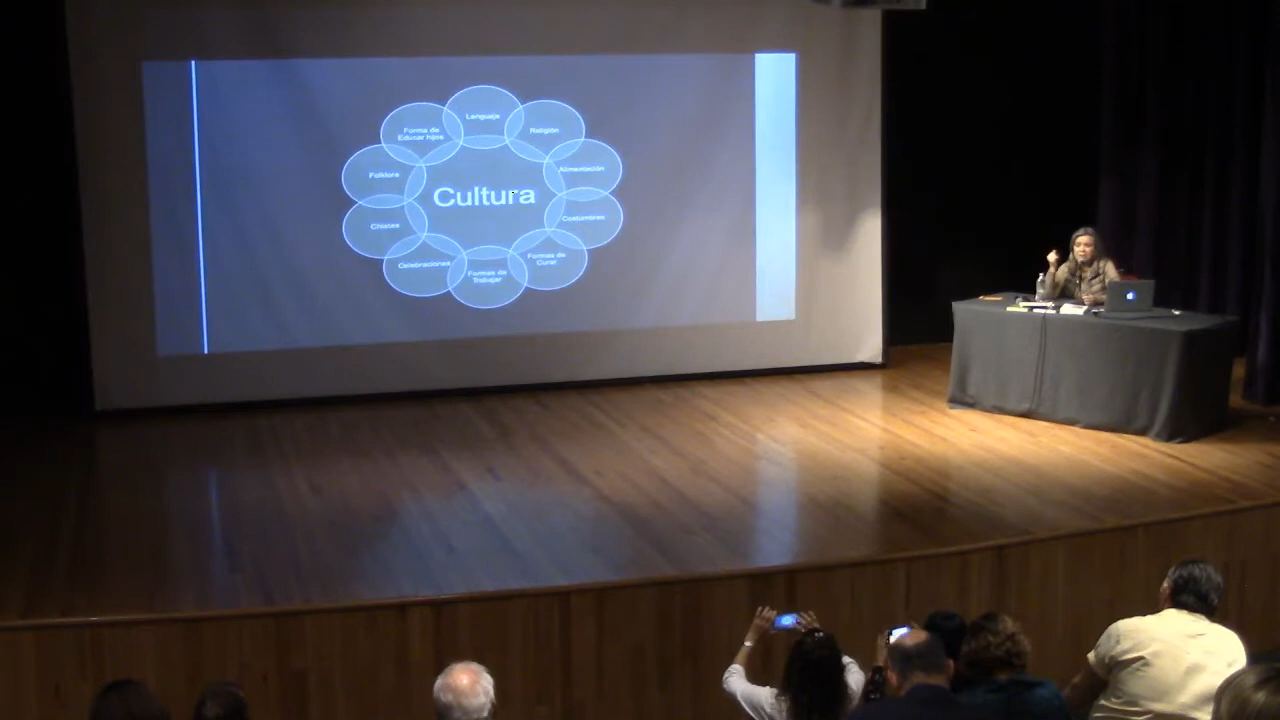 Lenguaje
Religión
Alimentación
Costumbres
Formas de
Curar
Formas de
Trabajar
Celebraciones
Chistes
Folklore
Forma de
Educar hijos
Cultura